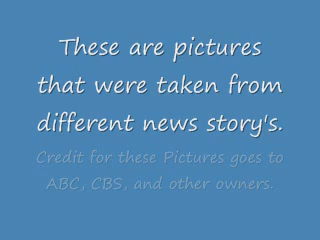 These are pictures
that were taken from
different news story's.
Credit for these Pictures goes to
ABC, CBS, and other owners.